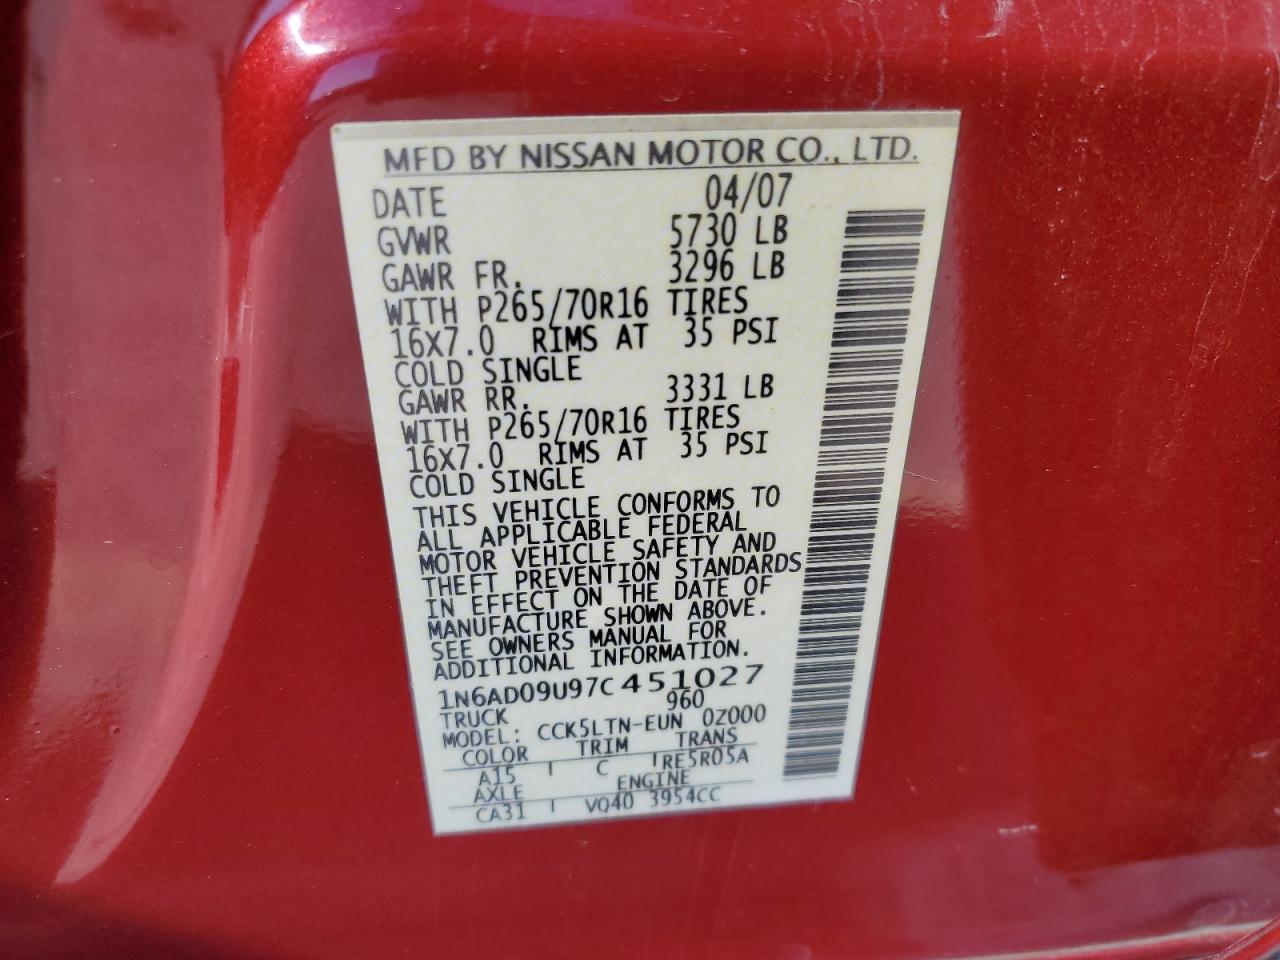 MFD BY NISSAN MOTOR CO., LTD.
DATE 04/07
GVWR 5730 LB
GAWR FR. 3296 LB
WITH P265/70R16 TIRES
16X7.0 RIMS AT 35 PSI
COLD SINGLE
GAWR RR. 3331 LB
WITH P265/70R16 TIRES
16X7.0 RIMS AT 35 PSI
COLD SINGLE
THIS VEHICLE CONFORMS TO
ALL APPLICABLE FEDERAL
MOTOR VEHICLE SAFETY AND
THEFT PREVENTION STANDARDS
IN EFFECT ON THE DATE OF
MANUFACTURE SHOWN ABOVE.
SEE OWNERS MANUAL FOR
ADDITIONAL INFORMATION.
1N6AD09U97C451027
TRUCK 960
MODEL: CCK5LTN-EUN 0Z000
COLOR TRIM TRANS
A15 C RE5R05A
AXLE ENGINE
CA31 VQ40 3954CC